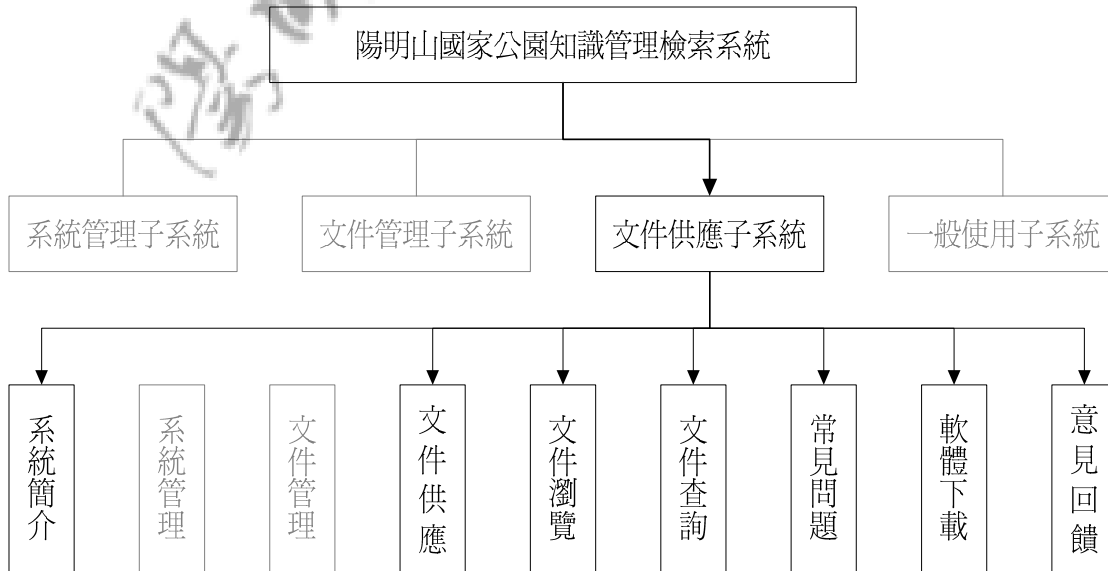 陽明山國家公園知識管理檢索系統
系統管理子系統
文件管理子系統
文件供應子系統
一般使用子系統
系統簡介
系統管理
文件管理
文件供應
文件瀏覽
文件查詢
常見問題
軟體下載
意見回饋